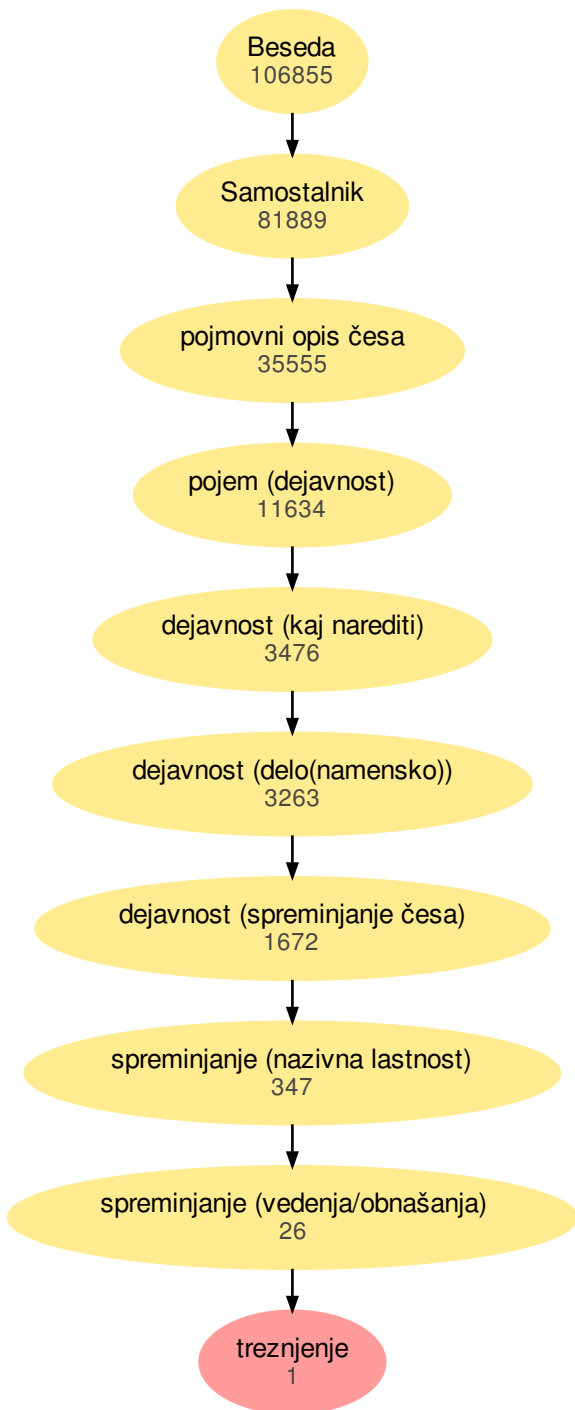 Beseda
106855
Samostalnik
81889
pojmovni opis česa
35555
pojem (dejavnost)
11634
dejavnost (kaj narediti)
3476
dejavnost (delo(namensko))
3263
dejavnost (spreminjanje česa)
1672
spreminjanje (nazivna lastnost)
347
spreminjanje (vedenja/obnašanja)
26
treznjenje
1